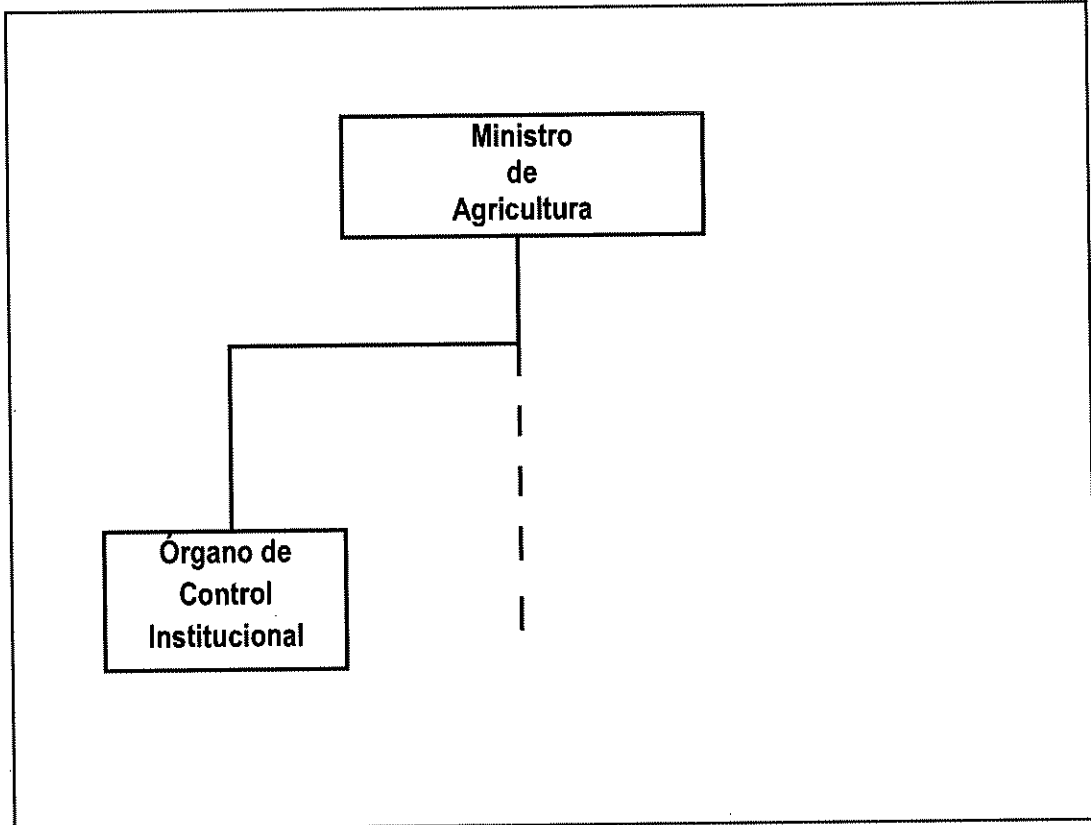 Ministro
de
Agricultura
Órgano de
Control
Institucional